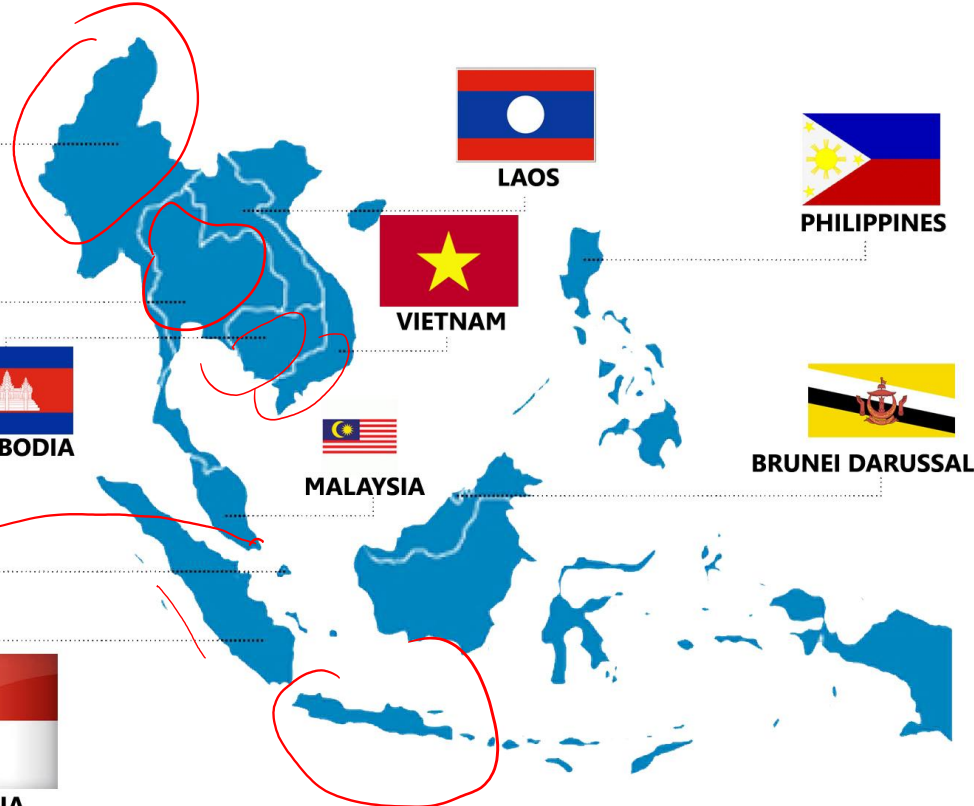 LAOS
PHILIPPINES
VIETNAM
BODIA
MALAYSIA
BRUNEI DARUSSAL
IA